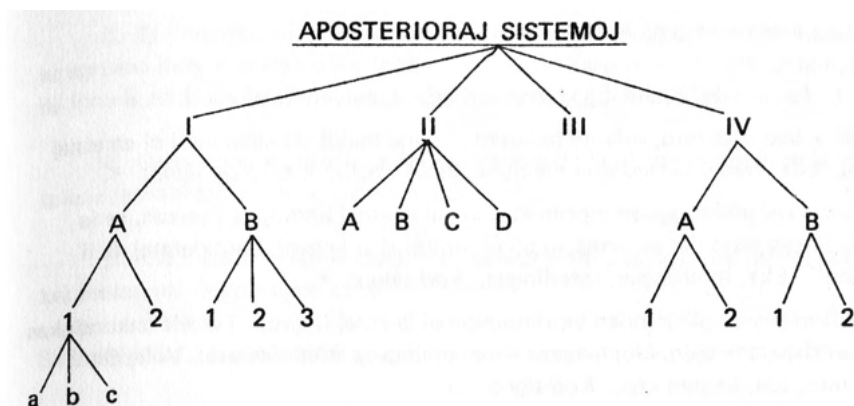 APOSTERIORAJ SISTEMOJ
I II III IV
A B A B C D A B
1 2 1 2 3 1 2 1 2
a b c